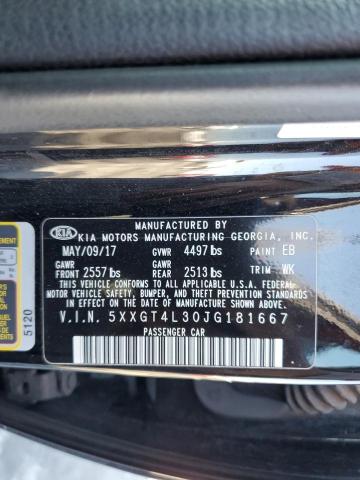 MANUFACTURED BY
KIA KIA MOTORS MANUFACTURING GEORGIA, INC.
MAY/09/17 GVWR 4497 lbs PAINT EB
GAWR GAWR
FRONT 2557 lbs REAR 2513 lbs TRIM WK
THIS VEHICLE CONFORMS TO ALL APPLICABLE U.S.A. FEDERAL
MOTOR VEHICLE SAFETY, BUMPER, AND THEFT PREVENTION
STANDARDS IN EFFECT ON THE DATE OF MANUFACTURE SHOWN ABOVE.
V.I.N. 5XXGT4L30JG181667
PASSENGER CAR
5120